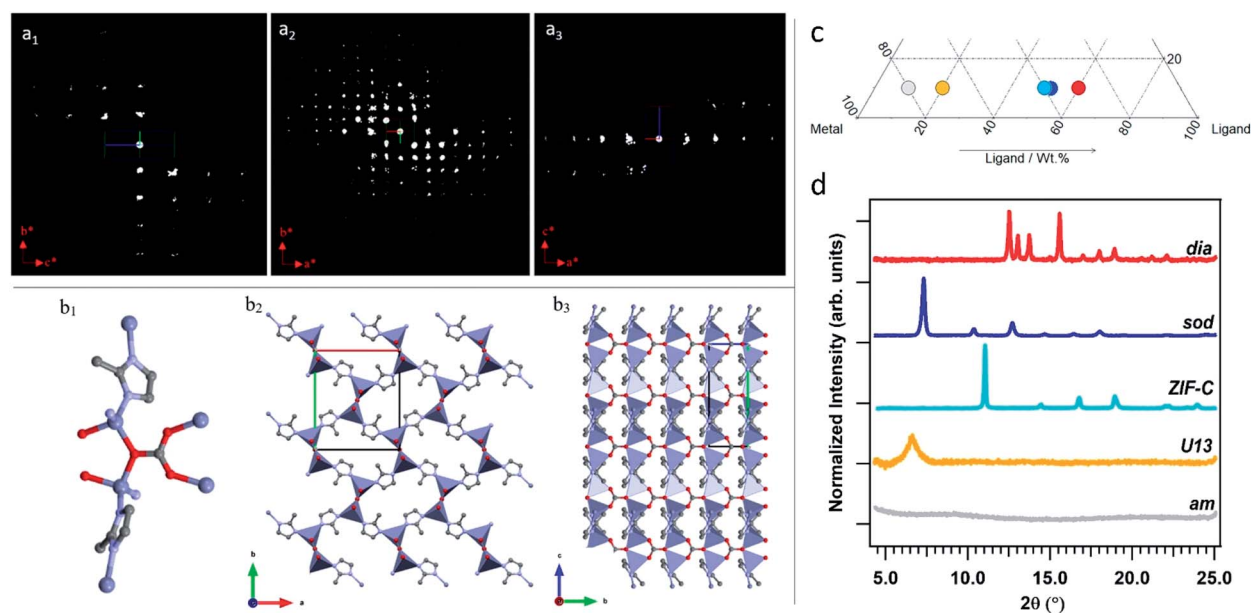 a1
a2
a3
b*
c*
b*
a*
c*
a*
b1
b2
b3
b
a
c
b
c
80
20
100
Metal
20
40
60
80
100
Ligand
Ligand / Wt.%
d
Normalized Intensity (arb. units)
dia
sod
ZIF-C
U13
am
5.0
10.0
15.0
20.0
25.0
2θ (°)